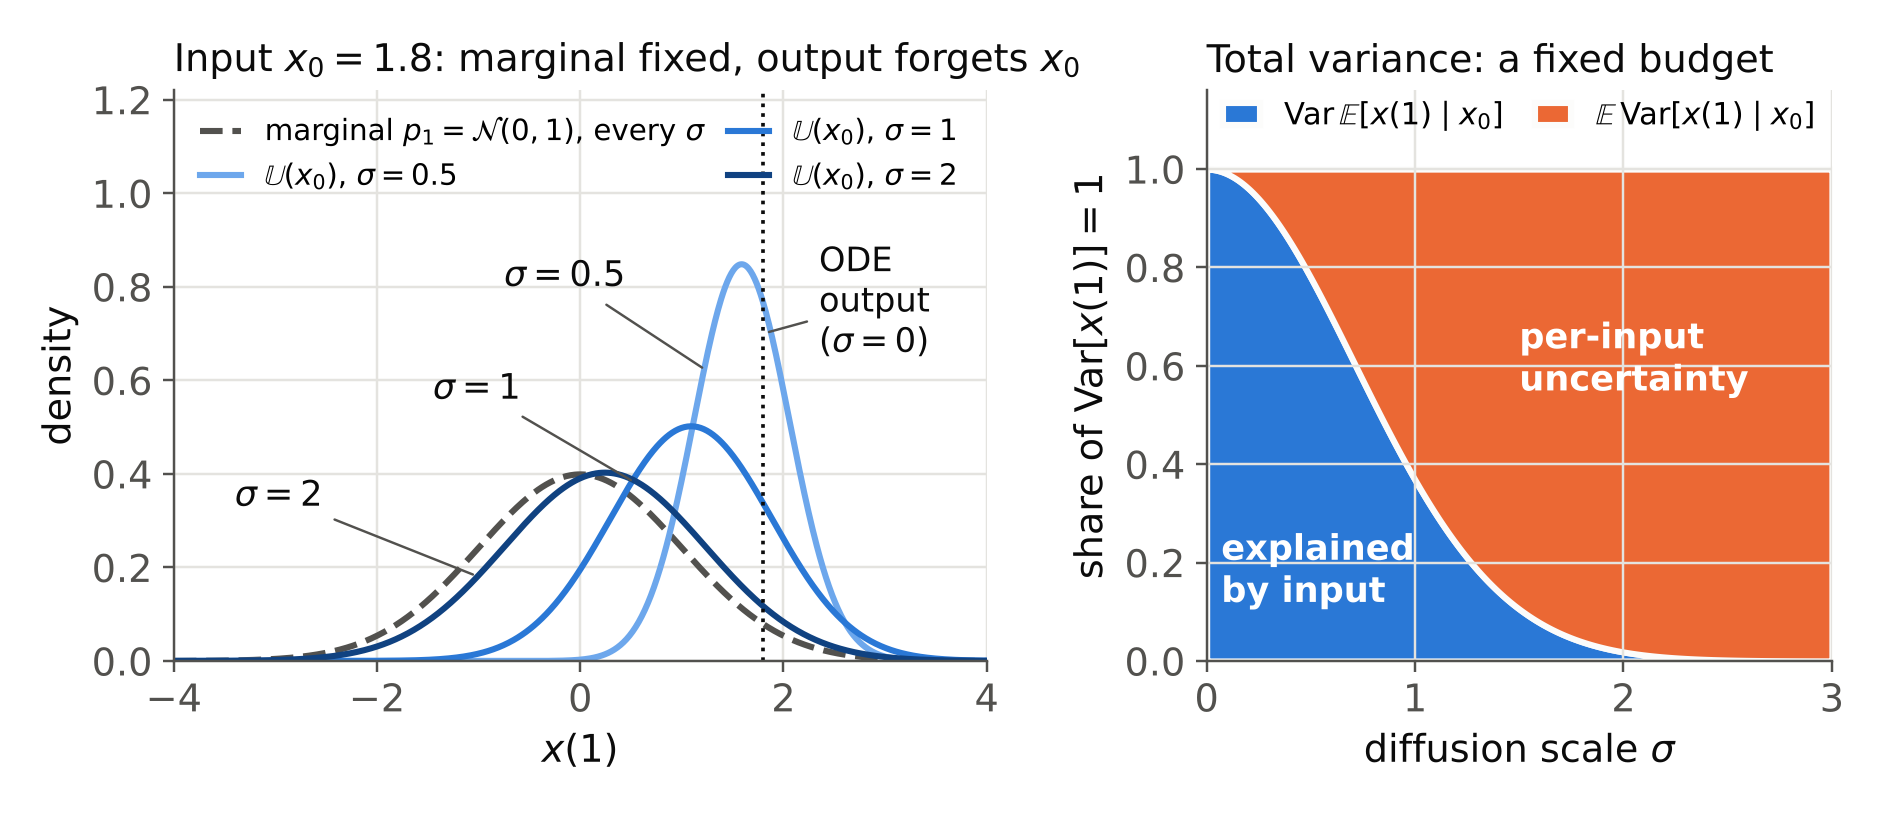 Input x₀ = 1.8: marginal fixed, output forgets x₀
1.2
1.0
0.8
0.6
0.4
0.2
0.0
density
marginal p₁ = 𝒩(0, 1), every σ
𝕌(x₀), σ = 0.5
𝕌(x₀), σ = 1
𝕌(x₀), σ = 2
σ = 0.5
σ = 1
σ = 2
ODE
output
(σ = 0)
−4
−2
0
2
4
x(1)
Total variance: a fixed budget
Var 𝔼[x(1) | x₀]
𝔼 Var[x(1) | x₀]
share of Var[x(1)] = 1
1.0
0.8
0.6
0.4
0.2
0.0
per-input
uncertainty
explained
by input
0
1
2
3
diffusion scale σ